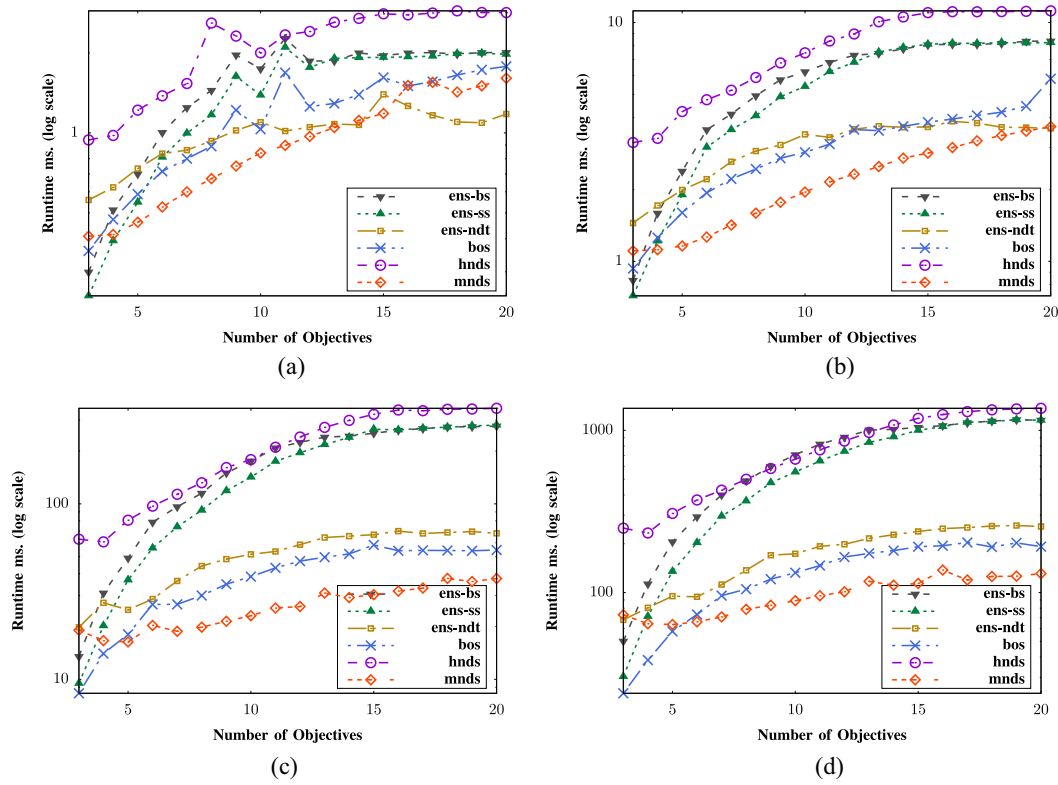 Runtime ms. (log scale)
1
ens-bs
ens-ss
ens-ndt
bos
hnds
mnds
5
10
15
20
Number of Objectives
(a)
Runtime ms. (log scale)
10
1
ens-bs
ens-ss
ens-ndt
bos
hnds
mnds
5
10
15
20
Number of Objectives
(b)
Runtime ms. (log scale)
100
10
ens-bs
ens-ss
ens-ndt
bos
hnds
mnds
5
10
15
20
Number of Objectives
(c)
Runtime ms. (log scale)
1000
100
ens-bs
ens-ss
ens-ndt
bos
hnds
mnds
5
10
15
20
Number of Objectives
(d)